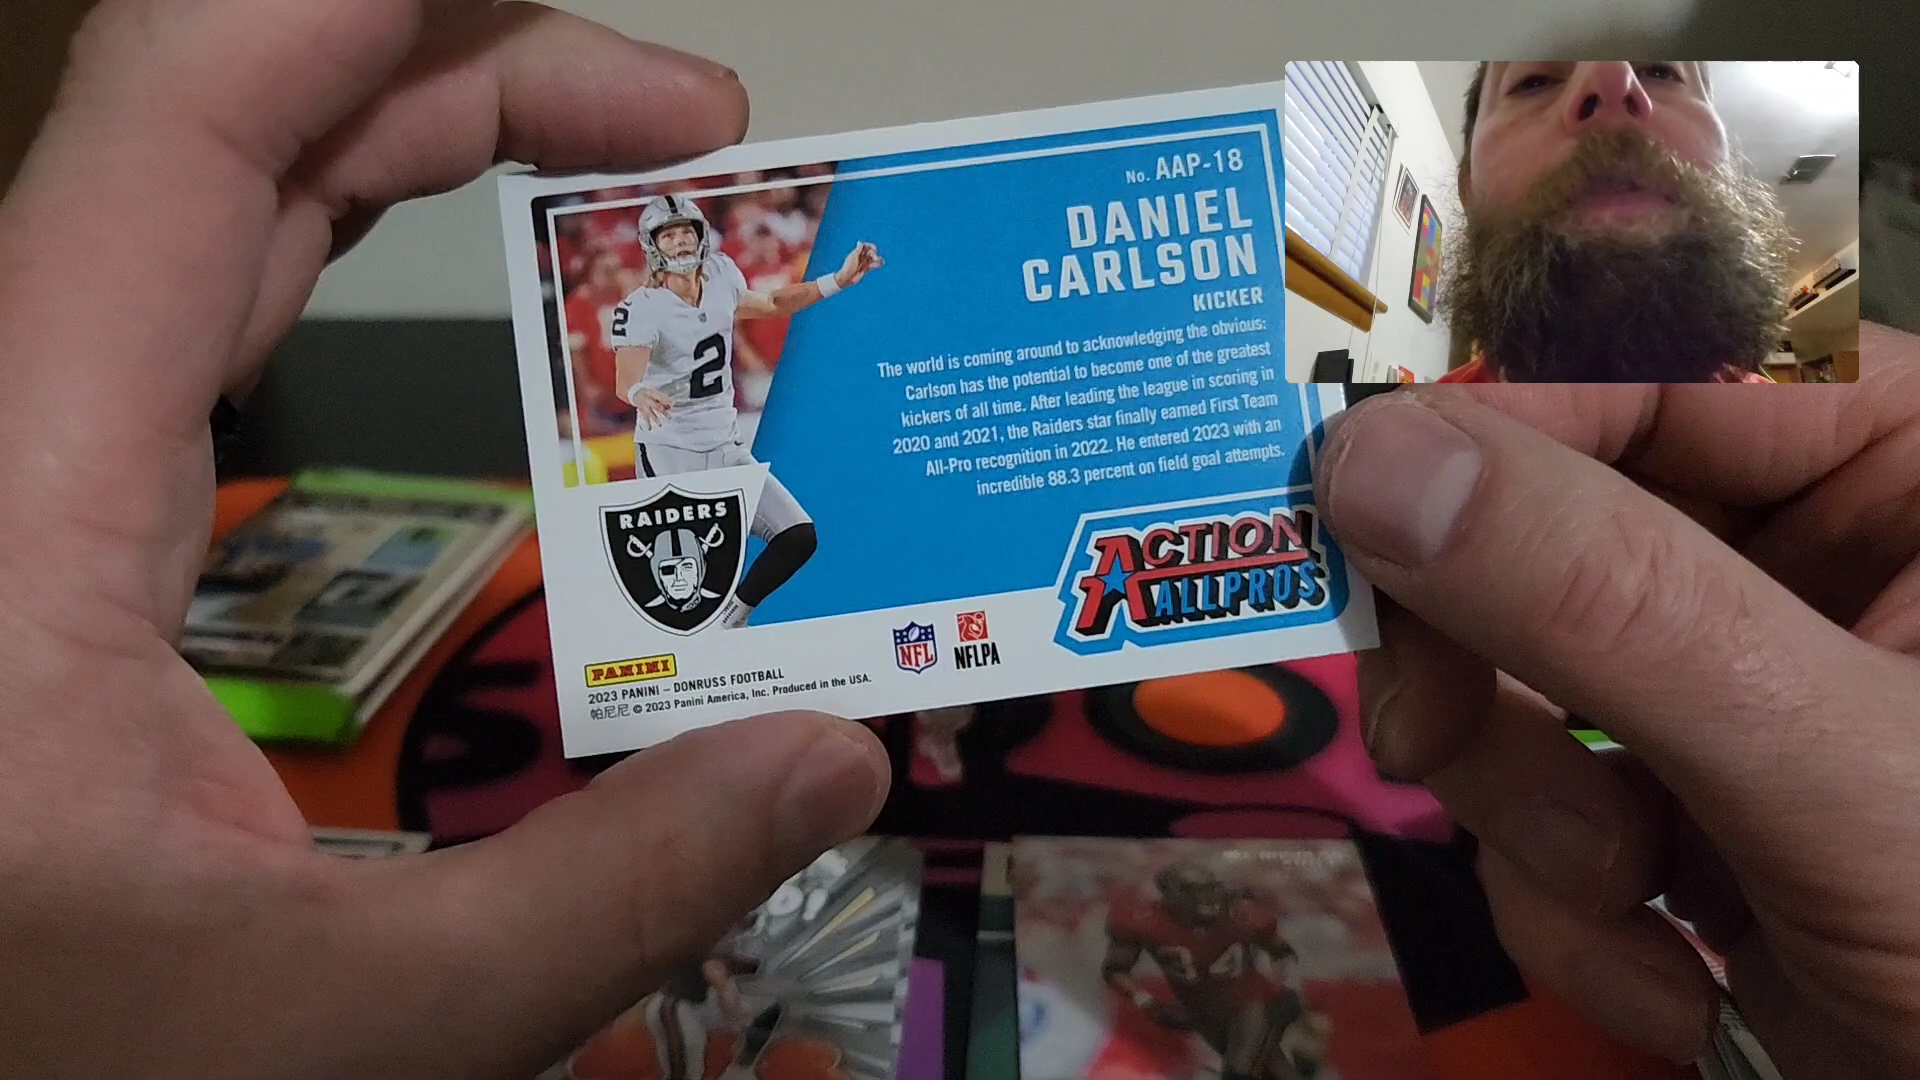 No. AAP-18
DANIEL
CARLSON
KICKER
The world is coming around to acknowledging the obvious:
Carlson has the potential to become one of the greatest
kickers of all time. After leading the league in scoring in
2020 and 2021, the Raiders star finally earned First Team
All-Pro recognition in 2022. He entered 2023 with an
incredible 88.3 percent on field goal attempts.
2
2
RAIDERS
ACTION
ALLPROS
NFL
NFLPA
PANINI
2023 PANINI – DONRUSS FOOTBALL
帕尼尼 © 2023 Panini America, Inc. Produced in the USA.
34